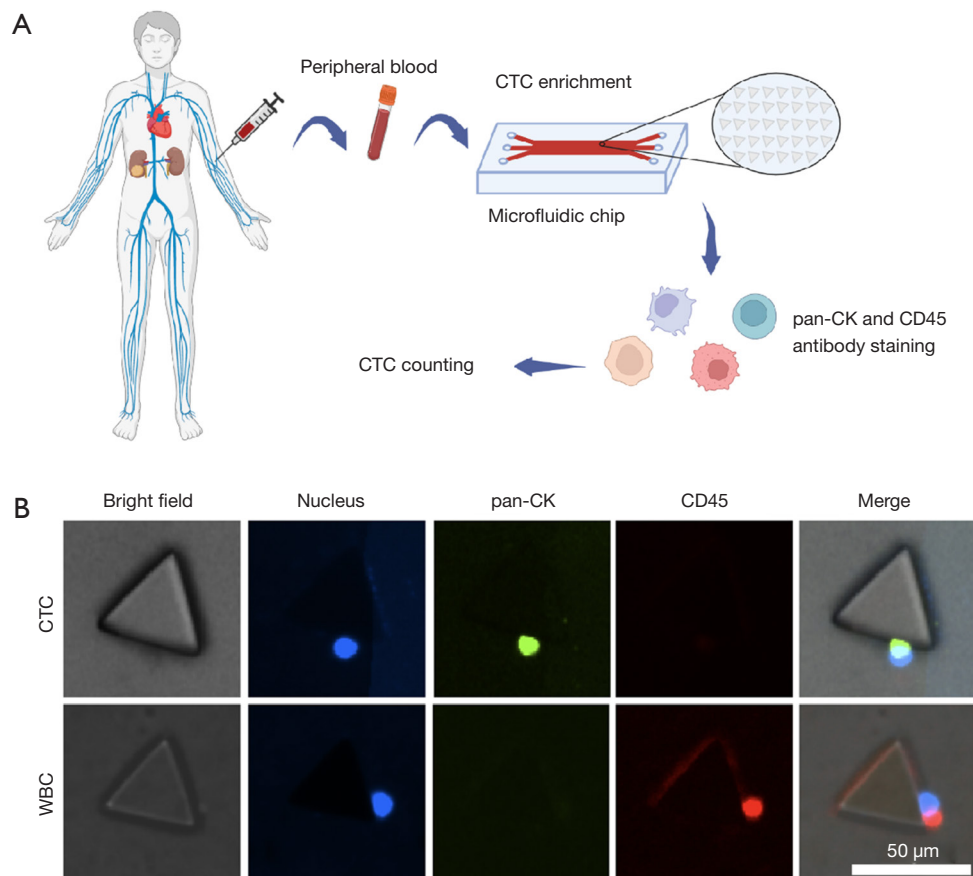 A
Peripheral blood
CTC enrichment
Microfluidic chip
pan-CK and CD45
antibody staining
CTC counting
B
Bright field
Nucleus
pan-CK
CD45
Merge
CTC
WBC
50 µm